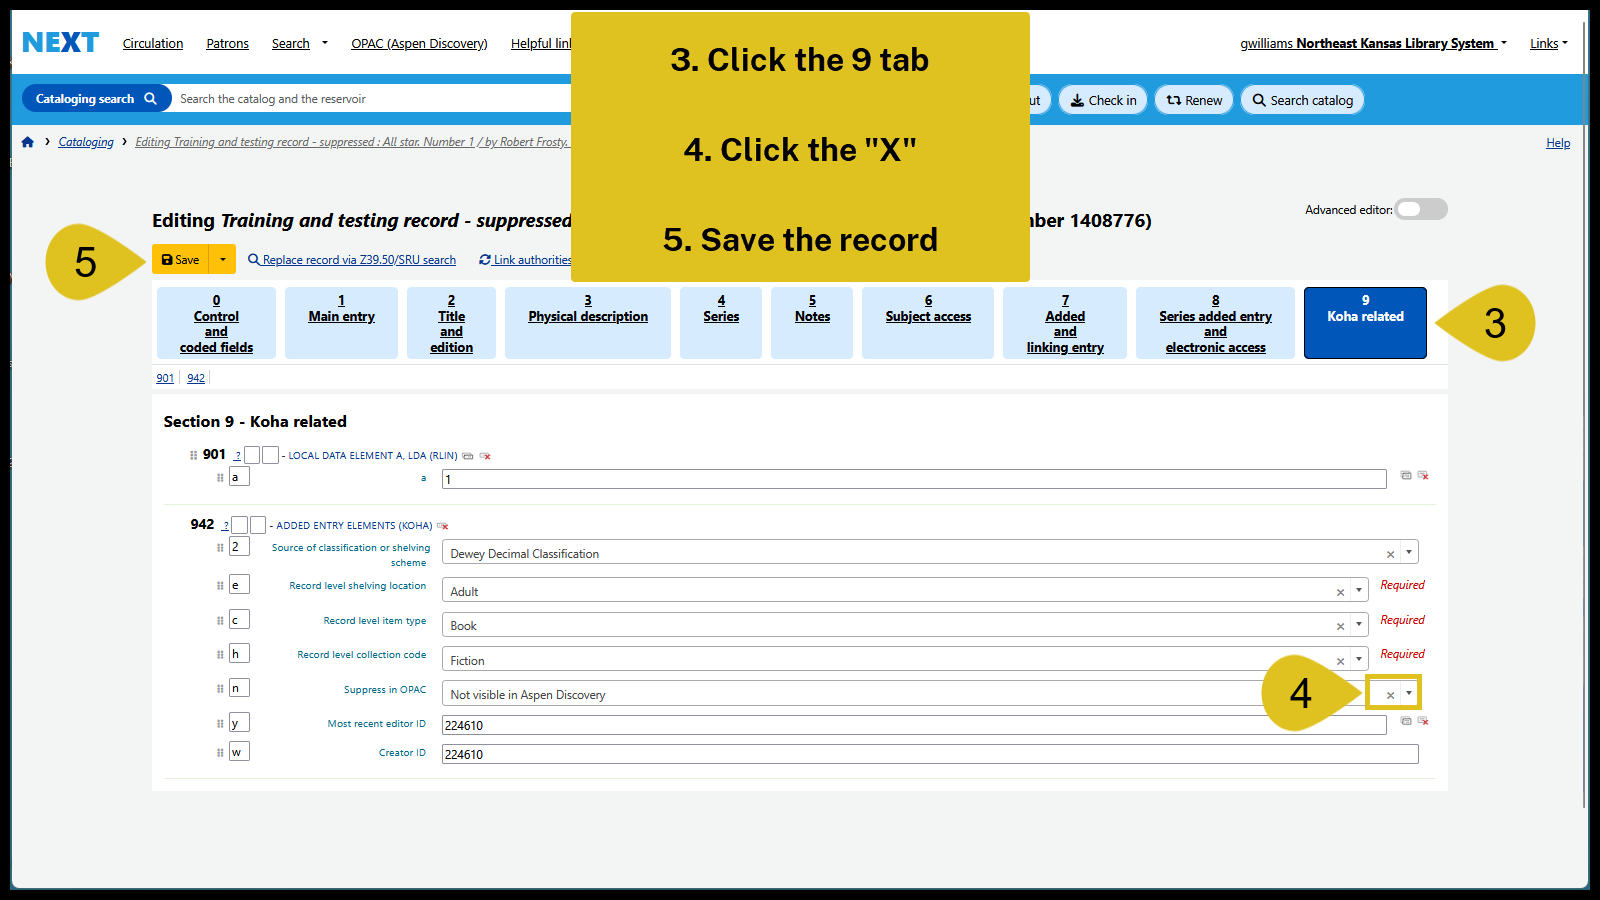 NEXT
Circulation
Patrons
Search
OPAC (Aspen Discovery)
Helpful
gwilliams Northeast Kansas Library System
Links
3. Click the 9 tab
4. Click the "X"
5. Save the record
Cataloging search
Search the catalog and the reservoir
Check in
Renew
Search catalog
Cataloging
Editing Training and testing record - suppressed : All star. Number 1 / by Robert Frosty.
Help
Editing Training and testing record - suppressed
1408776)
Advanced editor:
5
Save
Replace record via Z39.50/SRU search
Link authorities
0
Control
and
coded fields
1
Main entry
2
Title
and
edition
3
Physical description
4
Series
5
Notes
6
Subject access
7
Added
and
linking entry
8
Series added entry
and
electronic access
9
Koha related
3
901
942
Section 9 - Koha related
901 ? - LOCAL DATA ELEMENT A, LDA (RLIN)
a a 1
942 ? - ADDED ENTRY ELEMENTS (KOHA)
2 Source of classification or shelving
scheme
Dewey Decimal Classification ×
e Record level shelving location Adult × Required
c Record level item type Book × Required
h Record level collection code Fiction × Required
n Suppress in OPAC Not visible in Aspen Discovery ×
4
y Most recent editor ID 224610
w Creator ID 224610